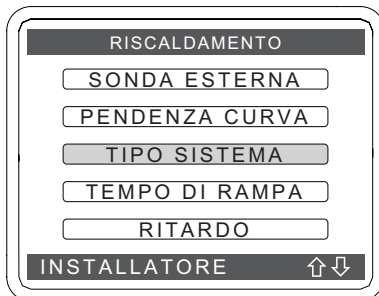 RISCALDAMENTO
SONDA ESTERNA
PENDENZA CURVA
TIPO SISTEMA
TEMPO DI RAMPA
RITARDO
INSTALLATORE